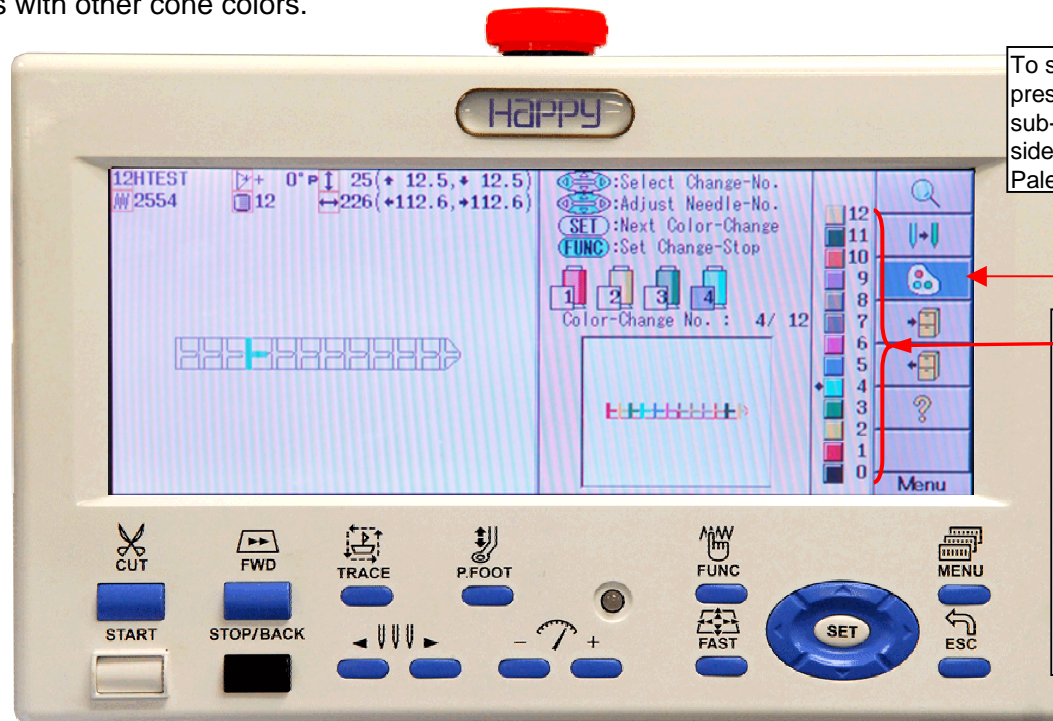 s with other cone colors.
To s
pres
sub-
side
Pale
Happy
12HTEST + 0° P 25(↑ 12.5,↓ 12.5)
2554 12 ↔226(←112.6,→112.6)
:Select Change-No.
:Adjust Needle-No.
SET :Next Color-Change
FUNC :Set Change-Stop
1 2 3 4
Color-Change No. : 4/ 12
12
11
10
9
8
7
6
5
4
3
2
1
0
?
Menu
CUT
FWD
TRACE
P.FOOT
FUNC
MENU
START
STOP/BACK
- +
FAST
SET
ESC